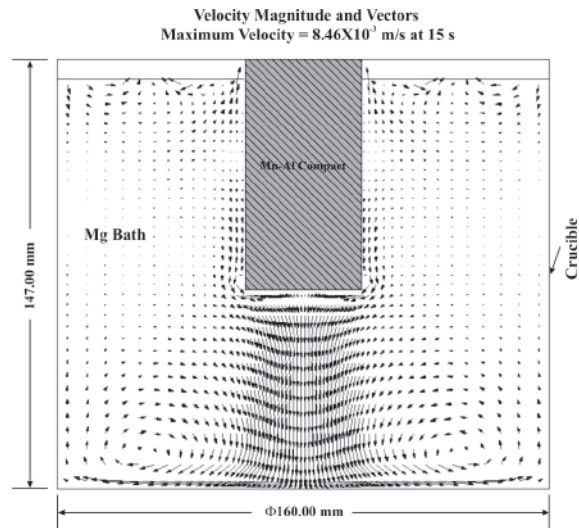 Velocity Magnitude and Vectors
Maximum Velocity = 8.46X10⁻³ m/s at 15 s
Mn-Al Compact
Mg Bath
Crucible
147.00 mm
Φ160.00 mm